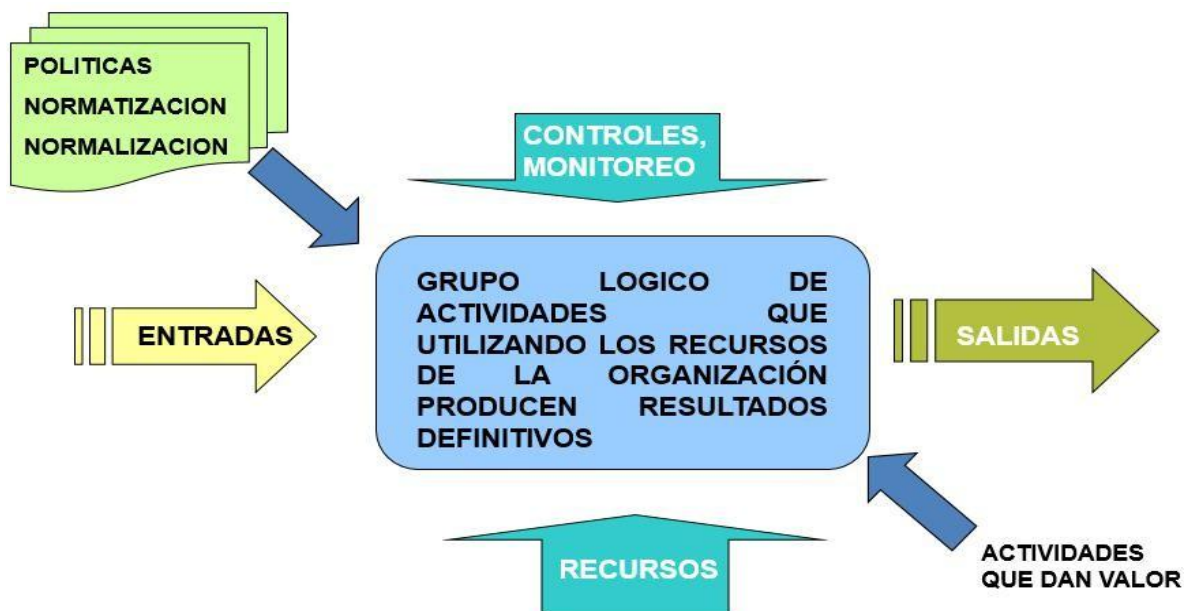 POLITICAS
NORMATIZACION
NORMALIZACION
CONTROLES,
MONITOREO
ENTRADAS
GRUPO LOGICO DE
ACTIVIDADES QUE
UTILIZANDO LOS RECURSOS
DE LA ORGANIZACIÓN
PRODUCEN RESULTADOS
DEFINITIVOS
SALIDAS
RECURSOS
ACTIVIDADES
QUE DAN VALOR